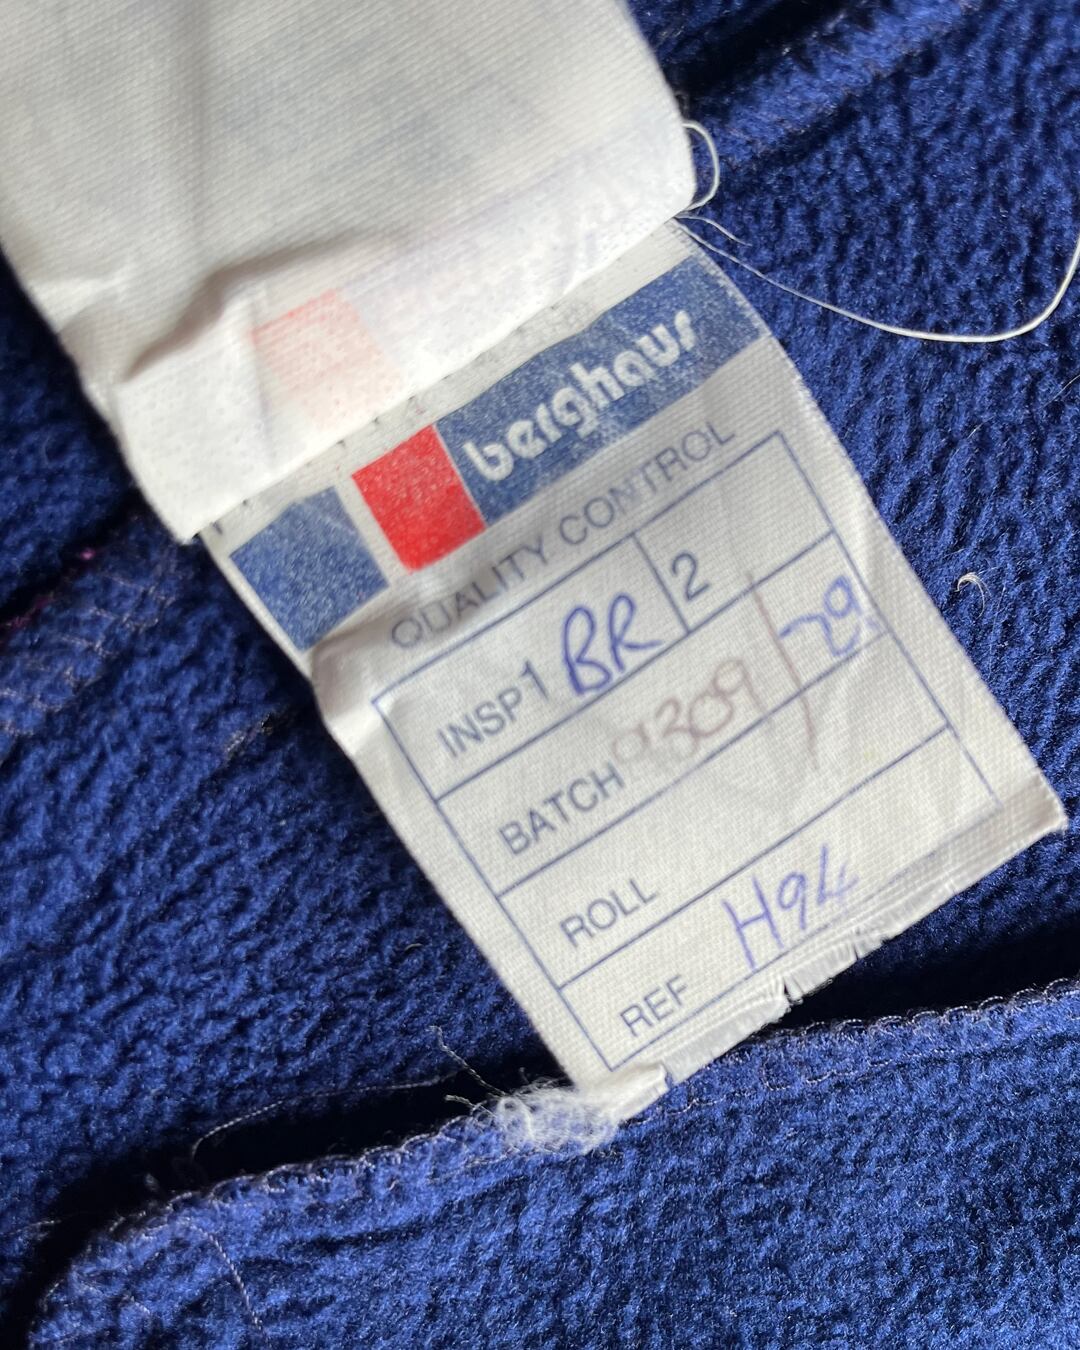 berghaus
QUALITY CONTROL
INSP1 BR 2
BATCH 9309 / 29
ROLL
REF H94